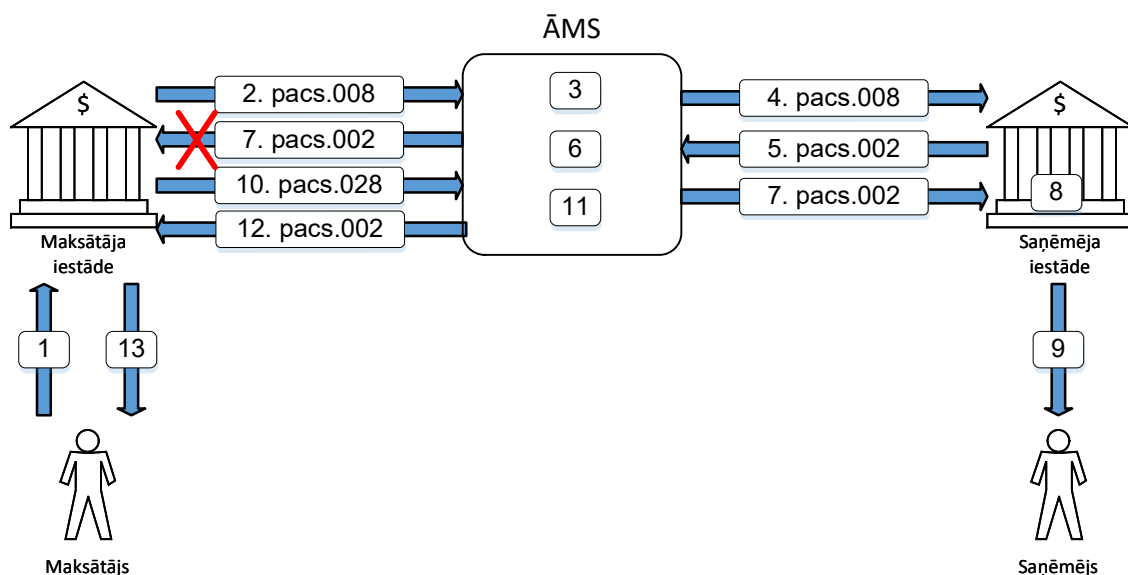 ĀMS
$
2. pacs.008
3
4. pacs.008
$
7. pacs.002
6
5. pacs.002
10. pacs.028
11
7. pacs.002
8
12. pacs.002
Maksātāja
iestāde
Saņēmēja
iestāde
1
13
9
Maksātājs
Saņēmējs